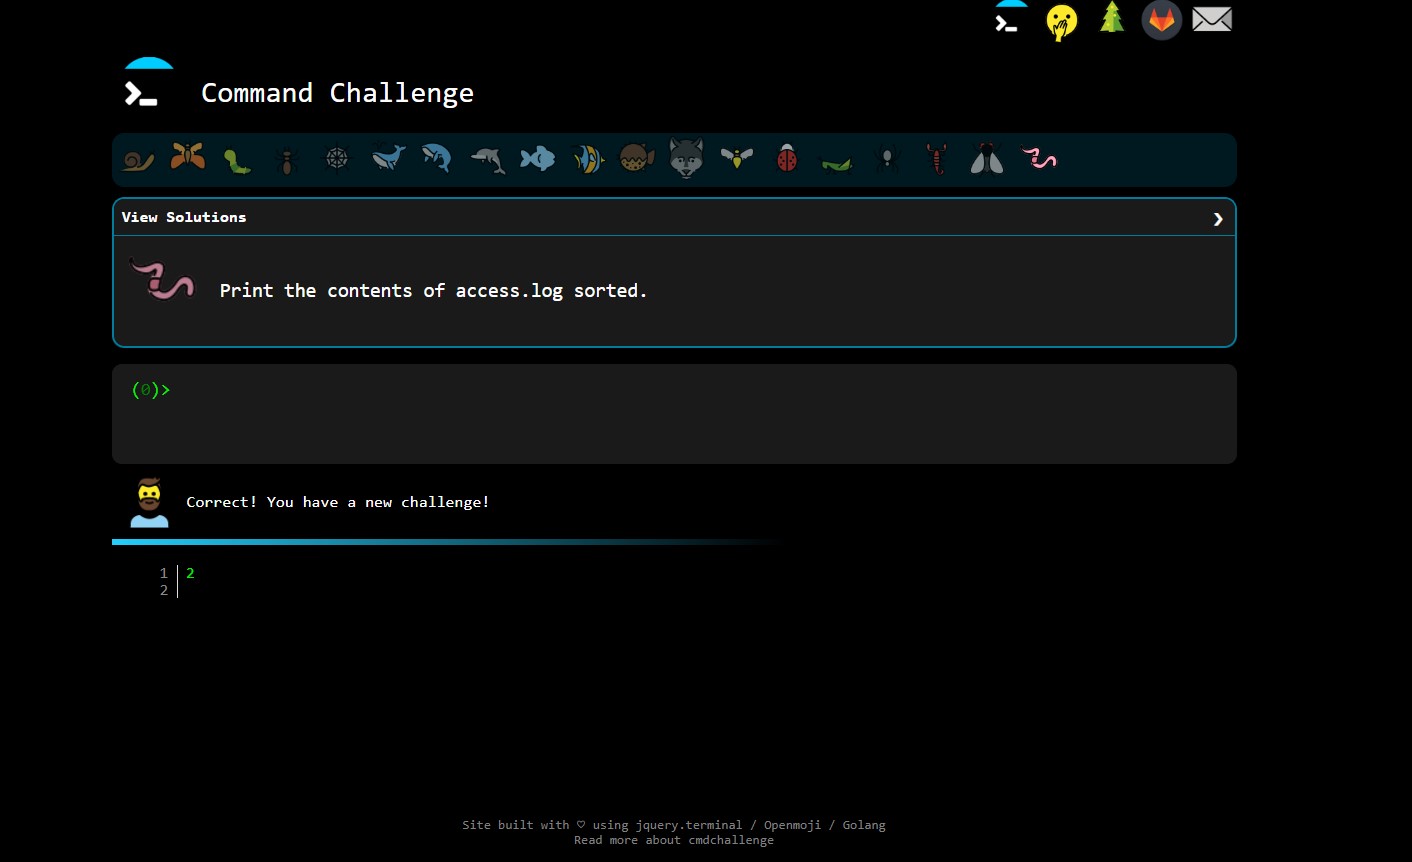 Command Challenge
View Solutions
Print the contents of access.log sorted.
(0)>
Correct! You have a new challenge!
1 2
2
Site built with ♡ using jquery.terminal / Openmoji / Golang
Read more about cmdchallenge